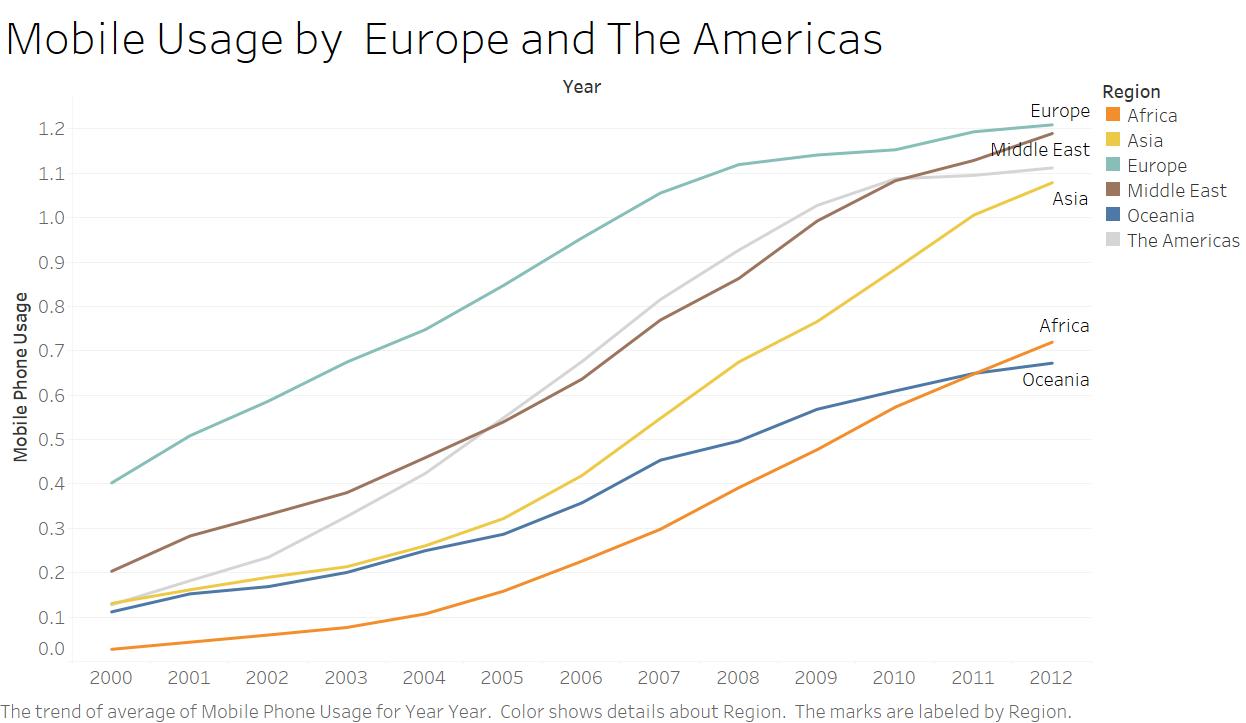 Mobile Usage by  Europe and The Americas
Year
Mobile Phone Usage
1.2
1.1
1.0
0.9
0.8
0.7
0.6
0.5
0.4
0.3
0.2
0.1
0.0
Europe
Middle East
Asia
Africa
Oceania
Region
Africa
Asia
Europe
Middle East
Oceania
The Americas
2000 2001 2002 2003 2004 2005 2006 2007 2008 2009 2010 2011 2012
The trend of average of Mobile Phone Usage for Year Year.  Color shows details about Region.  The marks are labeled by Region.